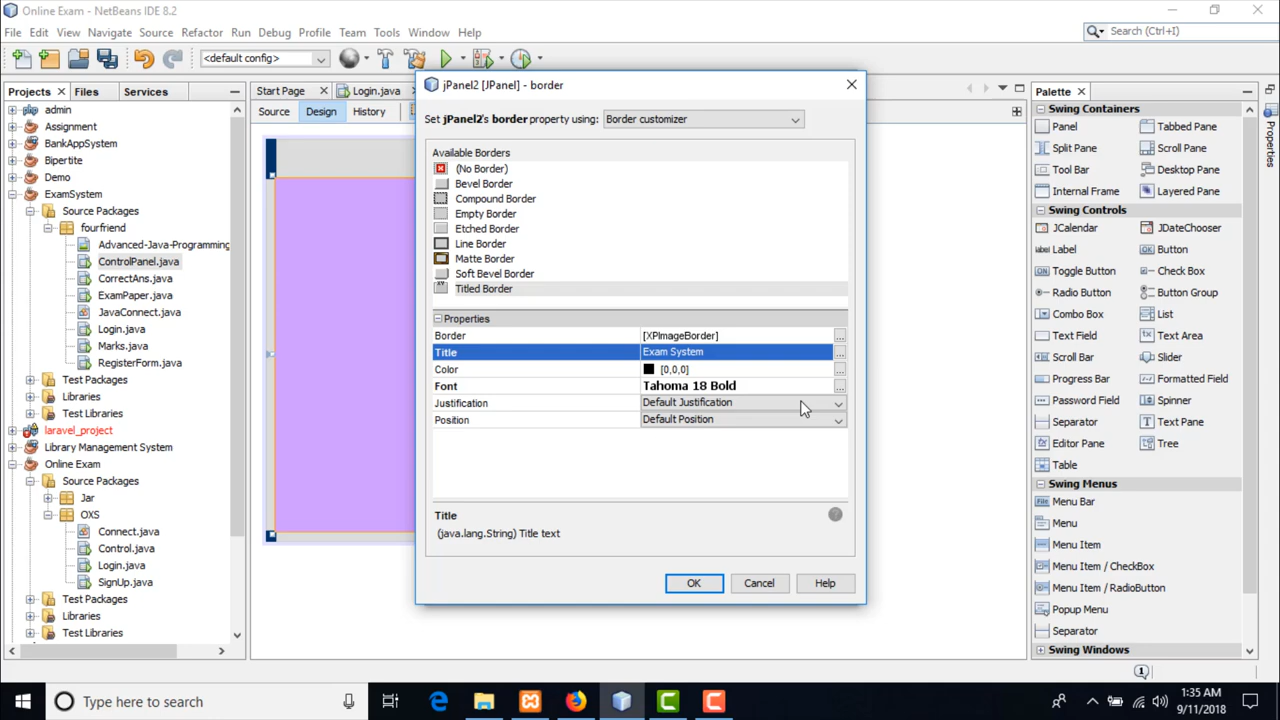 Online Exam - NetBeans IDE 8.2
File Edit View Navigate Source Refactor Run Debug Profile Team Tools Window Help
Search (Ctrl+I)
<default config>
Projects Files Services
admin
Assignment
BankAppSystem
Bipertite
Demo
ExamSystem
Source Packages
fourfriend
Advanced-Java-Programming
ControlPanel.java
CorrectAns.java
ExamPaper.java
JavaConnect.java
Login.java
Marks.java
RegisterForm.java
Test Packages
Libraries
Test Libraries
laravel_project
Library Management System
Online Exam
Source Packages
Jar
OXS
Connect.java
Control.java
Login.java
SignUp.java
Test Packages
Libraries
Test Libraries
Start Page Login.java
Source Design History
jPanel2 [JPanel] - border
Set jPanel2's border property using: Border customizer
Available Borders
(No Border)
Bevel Border
Compound Border
Empty Border
Etched Border
Line Border
Matte Border
Soft Bevel Border
Titled Border
Properties
Border [XPImageBorder] ...
Title Exam System ...
Color [0,0,0] ...
Font Tahoma 18 Bold ...
Justification Default Justification
Position Default Position
Title
(java.lang.String) Title text
OK Cancel Help
Palette
Swing Containers
Panel Tabbed Pane
Split Pane Scroll Pane
Tool Bar Desktop Pane
Internal Frame Layered Pane
Swing Controls
JCalendar JDateChooser
Label Button
Toggle Button Check Box
Radio Button Button Group
Combo Box List
Text Field Text Area
Scroll Bar Slider
Progress Bar Formatted Field
Password Field Spinner
Separator Text Pane
Editor Pane Tree
Table
Swing Menus
Menu Bar
Menu
Menu Item
Menu Item / CheckBox
Menu Item / RadioButton
Popup Menu
Separator
Swing Windows
Properties
1
Type here to search
1:35 AM
9/11/2018